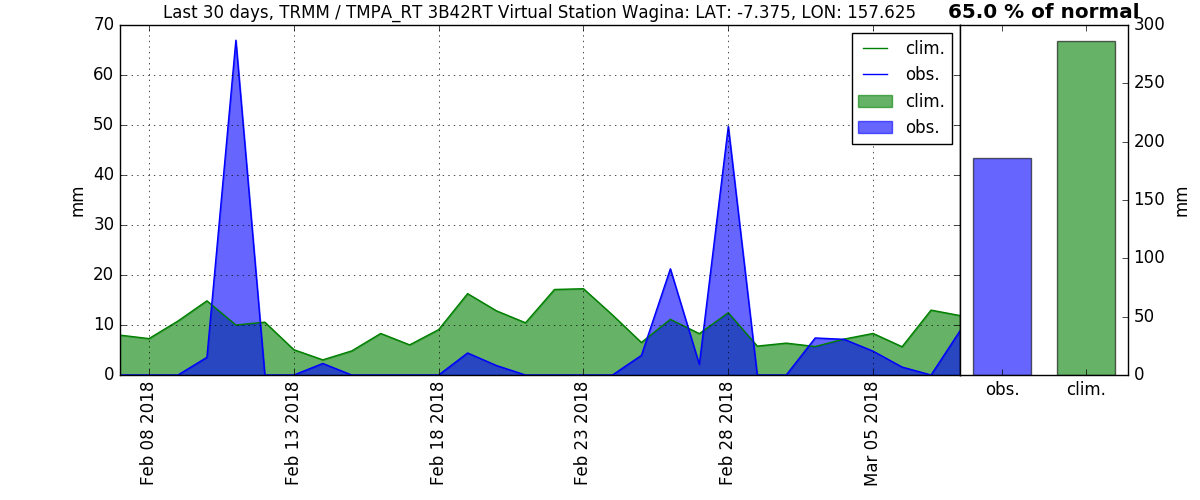 Last 30 days, TRMM / TMPA_RT 3B42RT Virtual Station Wagina: LAT: -7.375, LON: 157.625
65.0 % of normal
70
60
50
40
30
20
10
0
mm
clim.
obs.
clim.
obs.
Feb 08 2018
Feb 13 2018
Feb 18 2018
Feb 23 2018
Feb 28 2018
Mar 05 2018
300
250
200
150
100
50
0
mm
obs.
clim.